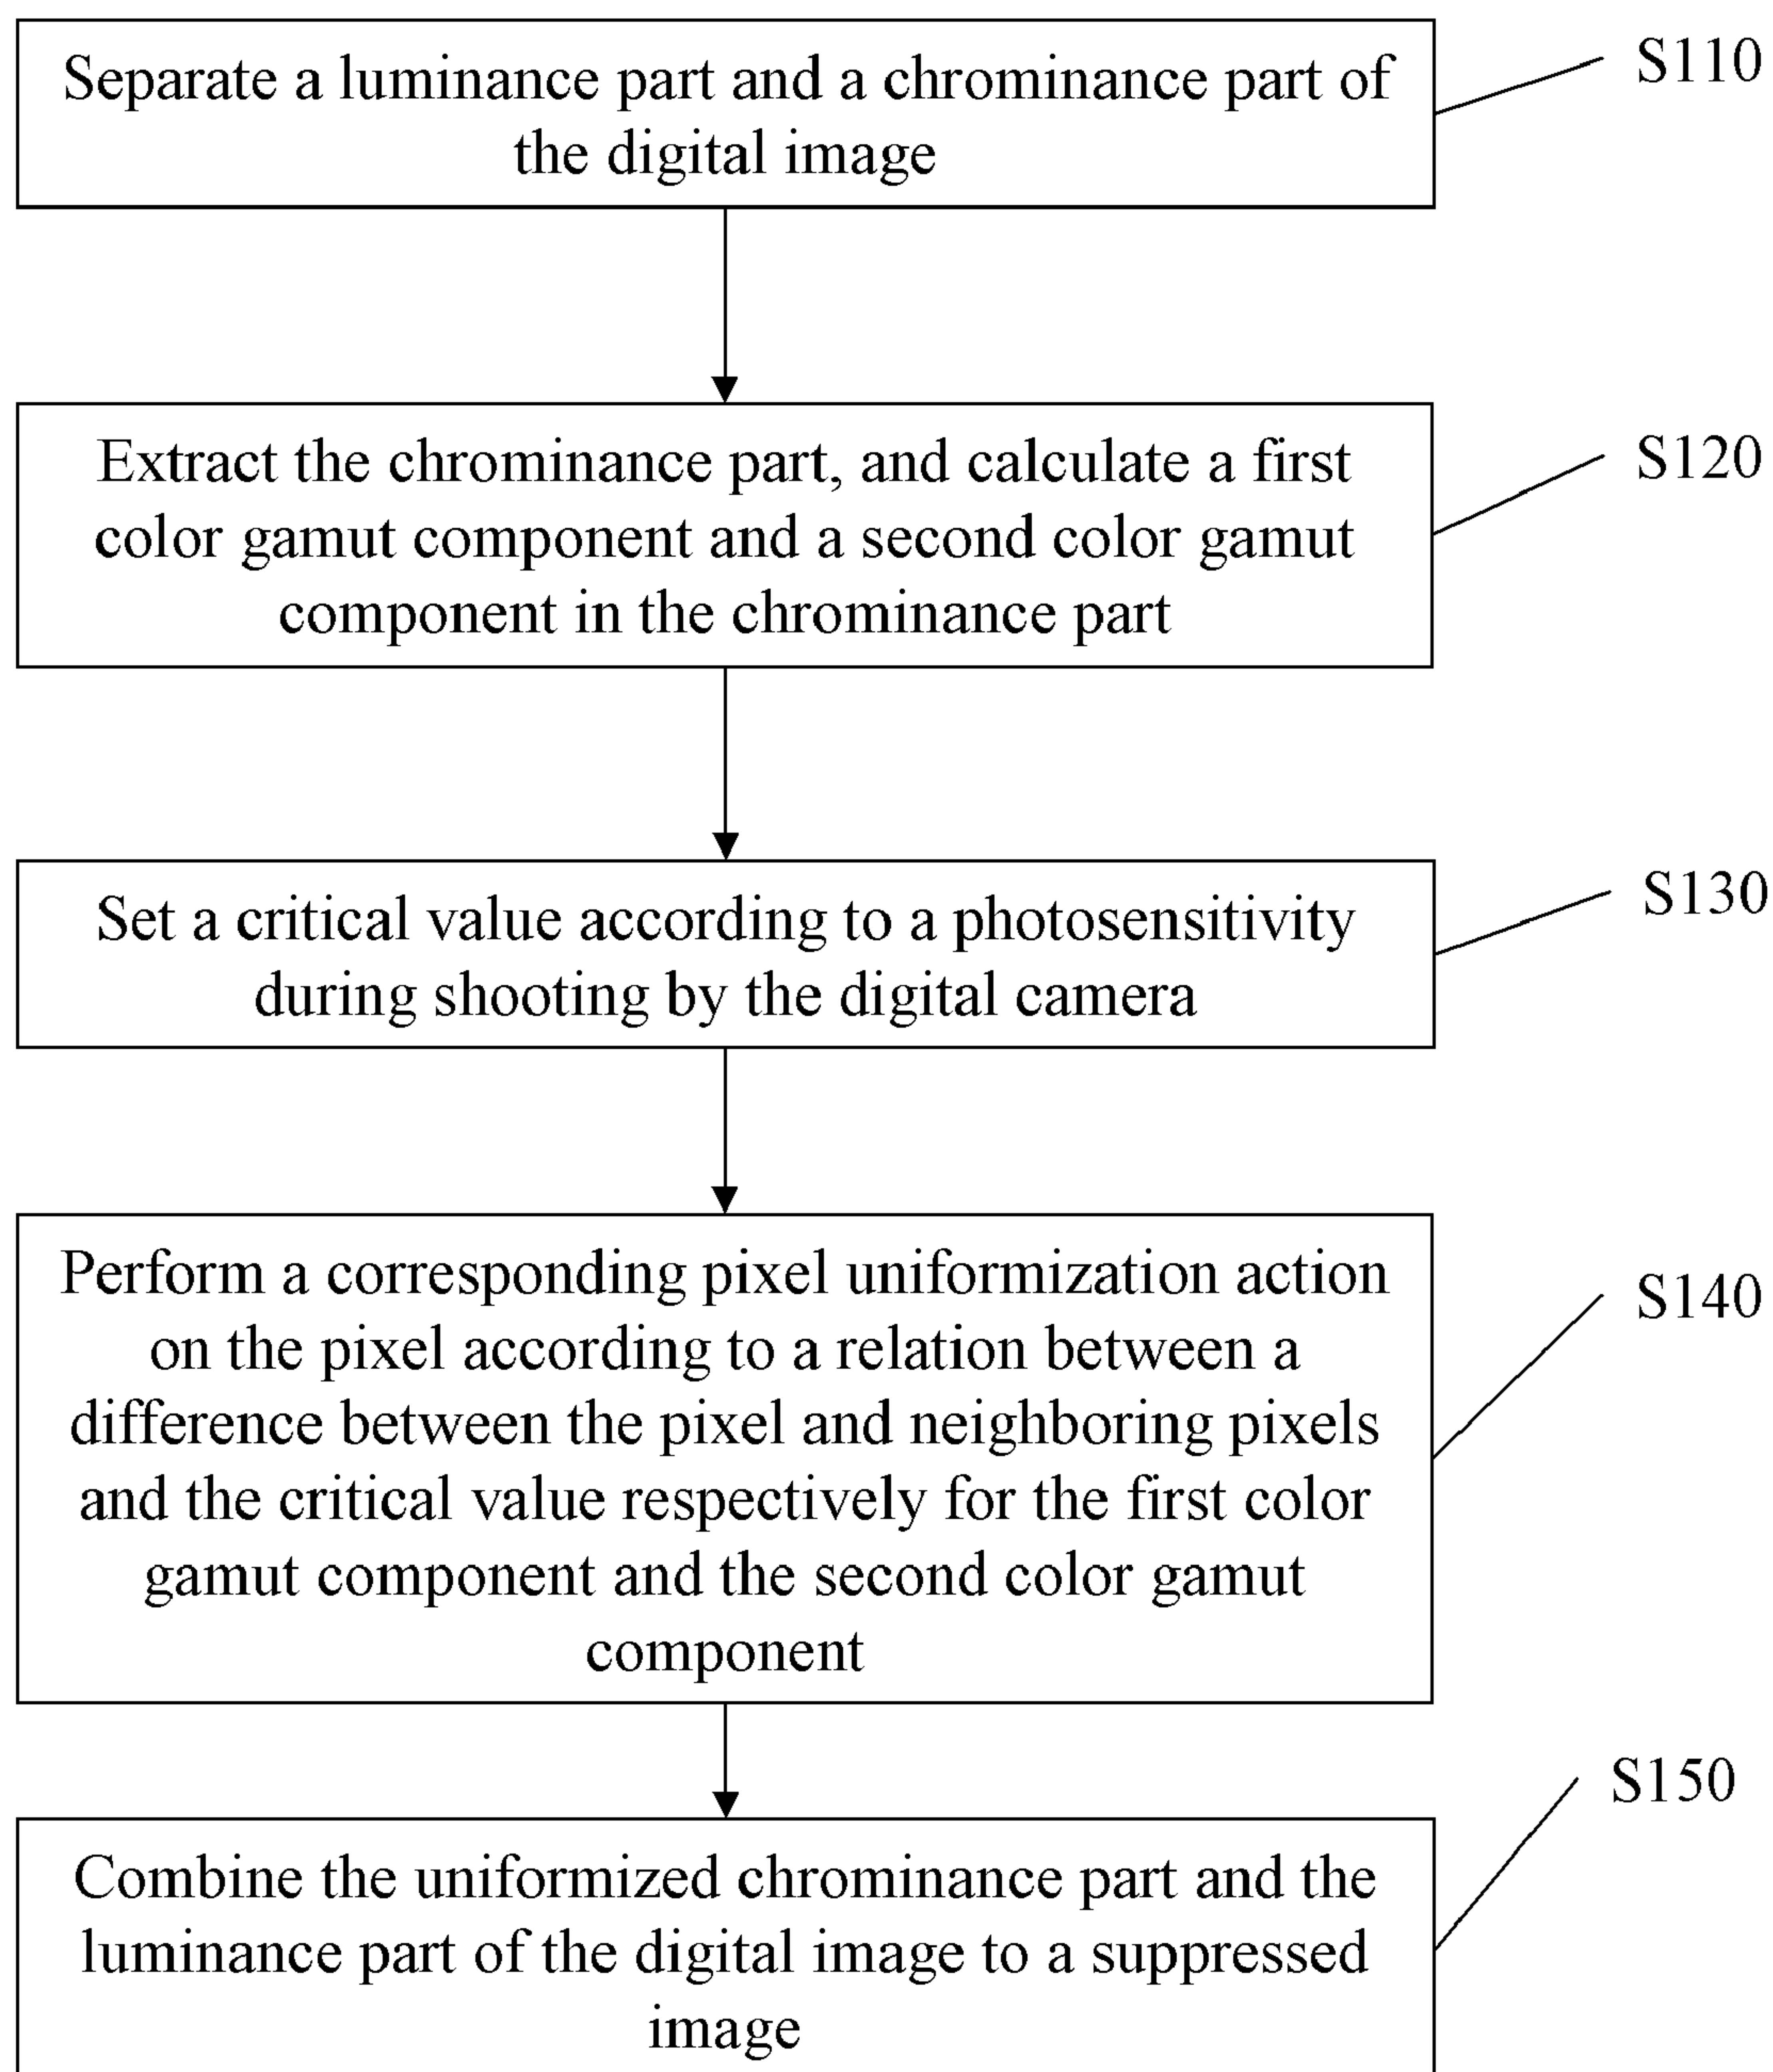 Separate a luminance part and a chrominance part of
the digital image
S110
Extract the chrominance part, and calculate a first
color gamut component and a second color gamut
component in the chrominance part
S120
Set a critical value according to a photosensitivity
during shooting by the digital camera
S130
Perform a corresponding pixel uniformization action
on the pixel according to a relation between a
difference between the pixel and neighboring pixels
and the critical value respectively for the first color
gamut component and the second color gamut
component
S140
Combine the uniformized chrominance part and the
luminance part of the digital image to a suppressed
image
S150